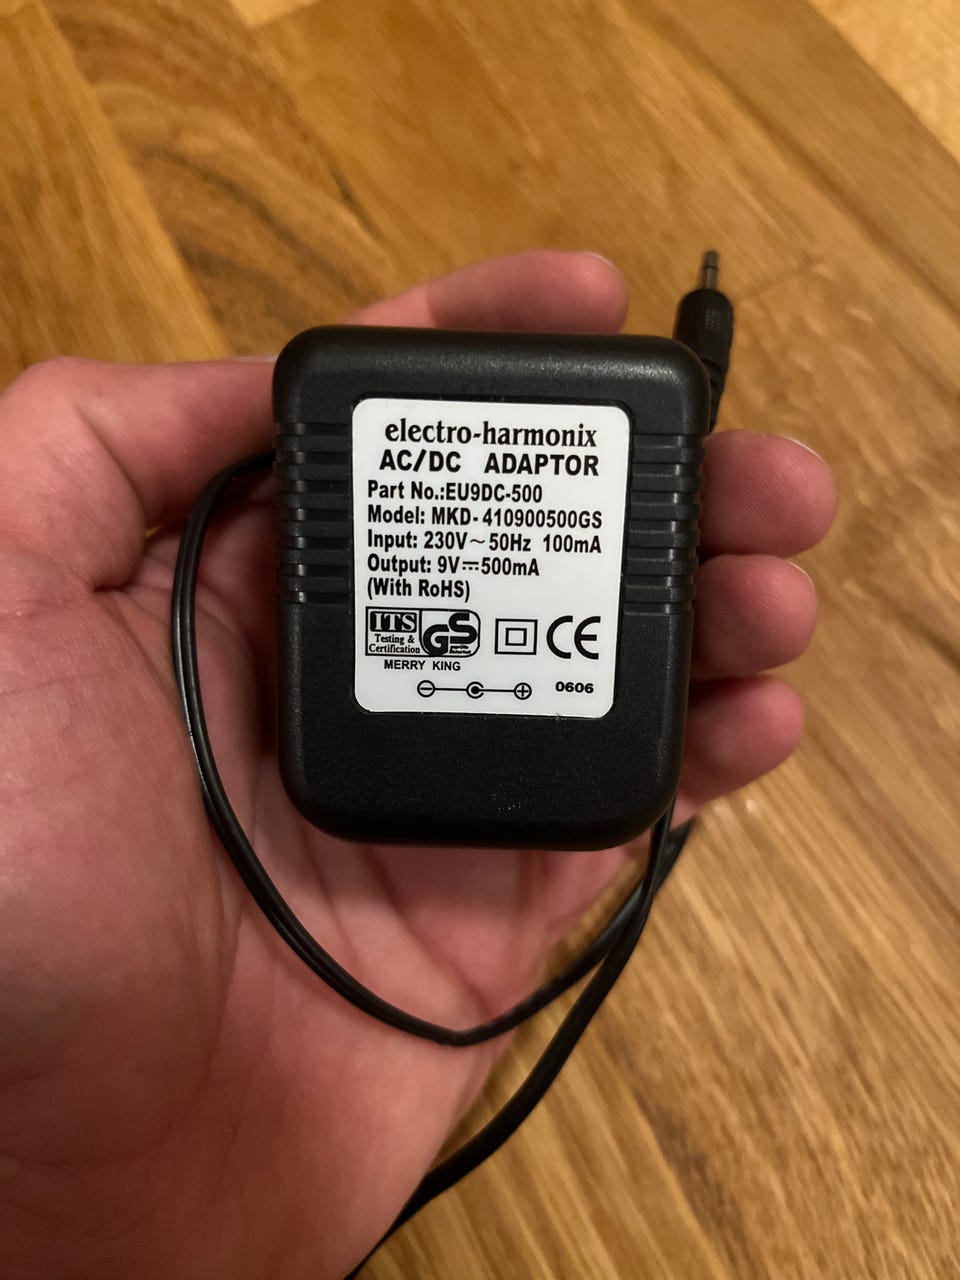 electro-harmonix
AC/DC ADAPTOR
Part No.:EU9DC-500
Model: MKD-410900500GS
Input: 230V~50Hz 100mA
Output: 9V⎓500mA
(With RoHS)
ITS
Testing &
Certification
GS
CE
MERRY KING
0606